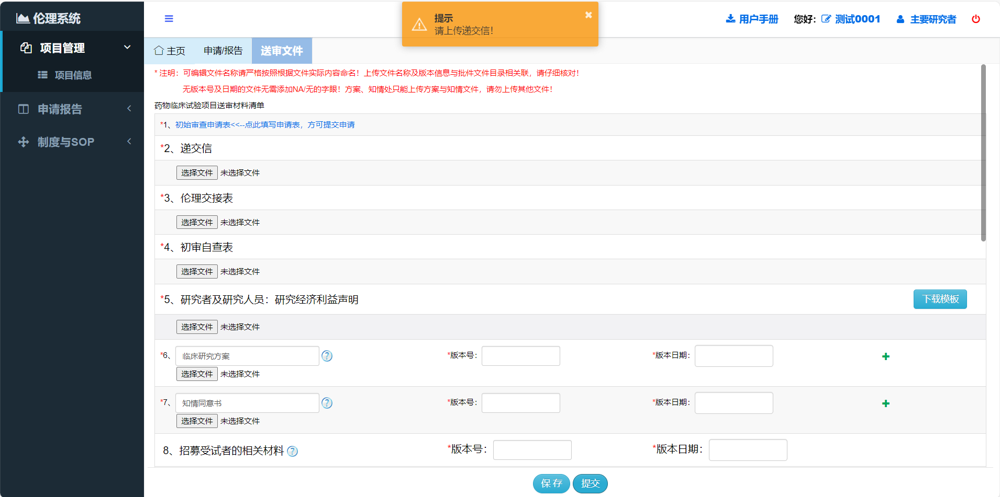 伦理系统
项目管理
项目信息
申请报告
制度与SOP
提示
请上传递交信！
用户手册 您好： 测试0001 主要研究者
主页 申请/报告 送审文件
* 注明：可编辑文件名称请严格按照根据文件实际内容命名！上传文件名称及版本信息与批件文件目录相关联，请仔细核对！
无版本号及日期的文件无需添加NA/无的字眼！方案、知情处只能上传方案与知情文件，请勿上传其他文件！
药物临床试验项目送审材料清单
*1、初始审查申请表<<--点此填写申请表，方可提交申请
*2、递交信
选择文件 未选择文件
*3、伦理交接表
选择文件 未选择文件
*4、初审自查表
选择文件 未选择文件
*5、研究者及研究人员：研究经济利益声明 下载模板
选择文件 未选择文件
*6、 临床研究方案 *版本号： *版本日期：
选择文件 未选择文件
*7、 知情同意书 *版本号： *版本日期：
选择文件 未选择文件
8、招募受试者的相关材料 *版本号： *版本日期：
保存 提交